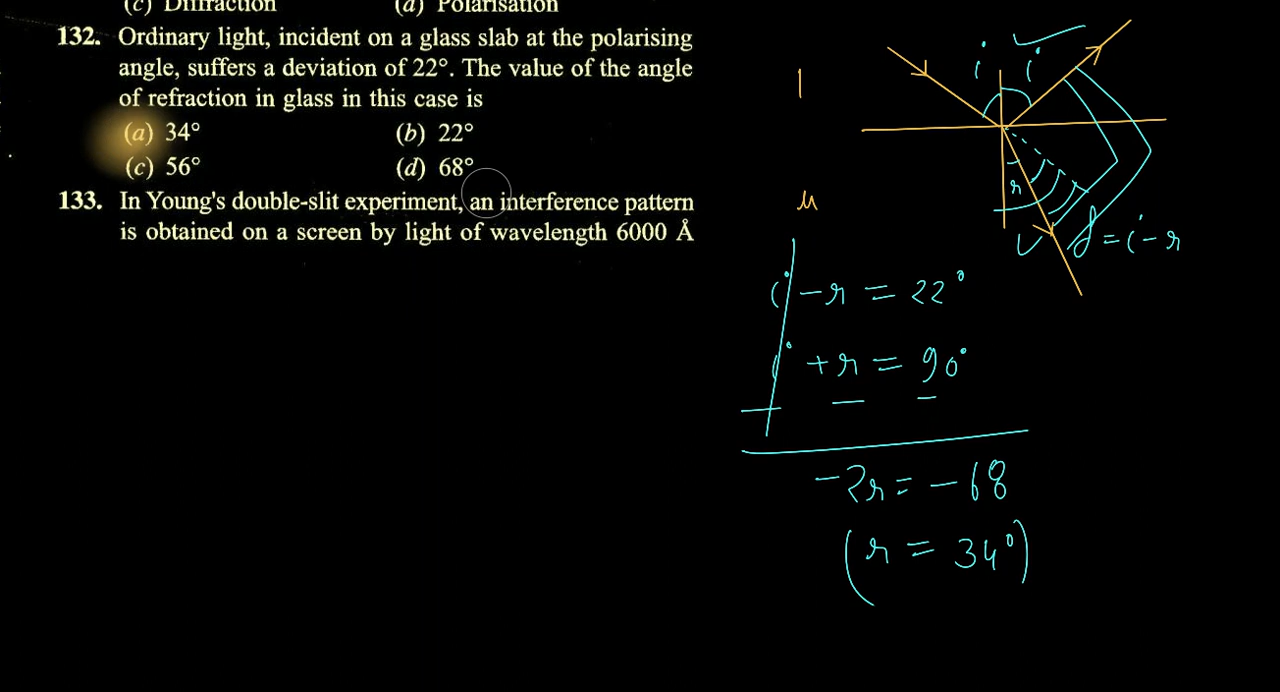 (c) Diffraction (d) Polarisation
132. Ordinary light, incident on a glass slab at the polarising
angle, suffers a deviation of 22°. The value of the angle
of refraction in glass in this case is
(a) 34° (b) 22°
(c) 56° (d) 68°
133. In Young's double-slit experiment, an interference pattern
is obtained on a screen by light of wavelength 6000 Å
i i
1
r
μ
δ = i - r
i - r = 22°
i + r = 90°
- - -
-2r = -68
(r = 34°)